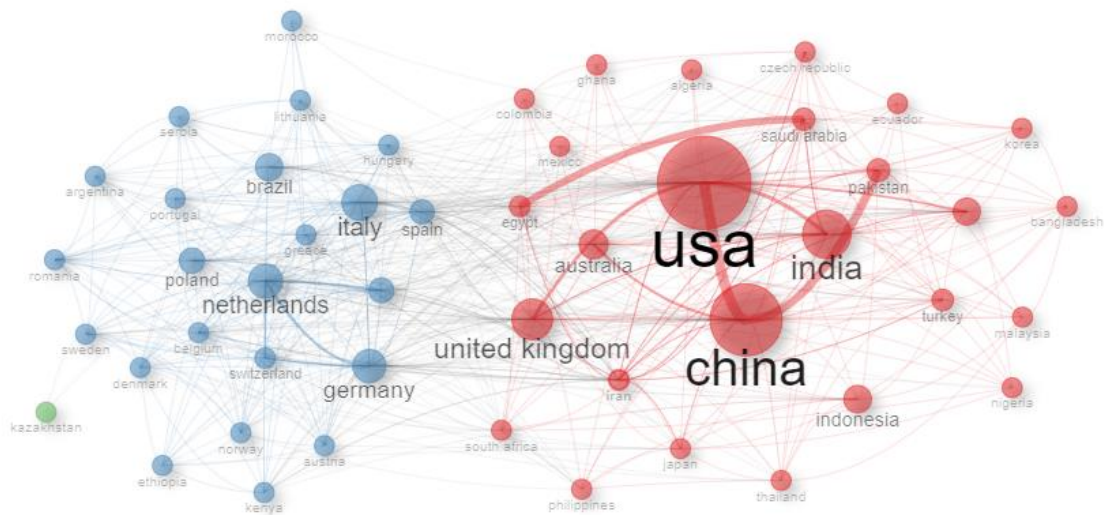 morocco
ghana
algeria
czech republic
colombia
ecuador
lithuania
serbia
saudi arabia
korea
hungary
mexico
brazil
pakistan
argentina
portugal
italy
spain
egypt
usa
bangladesh
greece
australia
india
romania
poland
netherlands
turkey
malaysia
sweden
belgium
united kingdom
china
denmark
switzerland
germany
iran
nigeria
kazakhstan
indonesia
norway
austria
south africa
japan
ethiopia
thailand
kenya
philippines